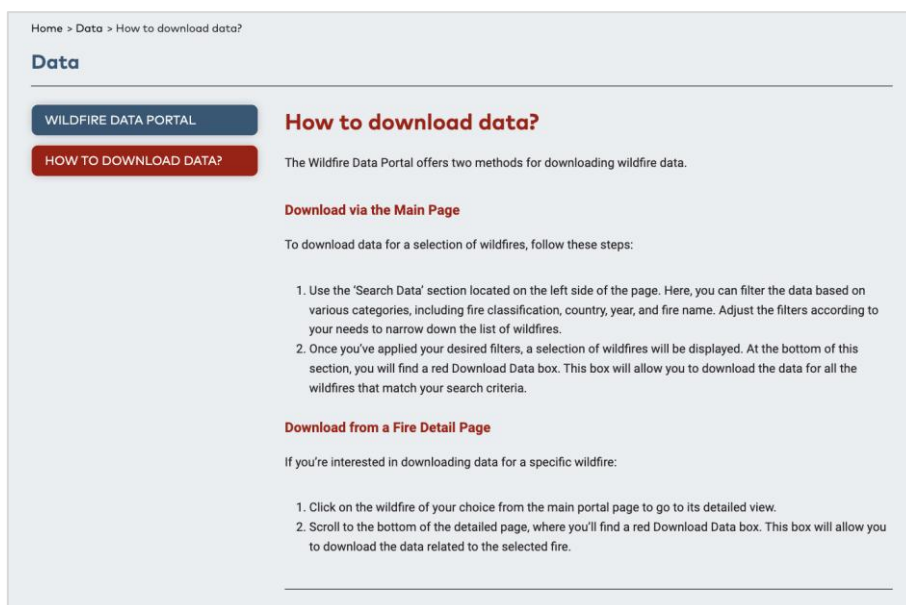 Home > Data > How to download data?
Data
WILDFIRE DATA PORTAL
HOW TO DOWNLOAD DATA?
How to download data?
The Wildfire Data Portal offers two methods for downloading wildfire data.
Download via the Main Page
To download data for a selection of wildfires, follow these steps:
1. Use the ‘Search Data’ section located on the left side of the page. Here, you can filter the data based on
various categories, including fire classification, country, year, and fire name. Adjust the filters according to
your needs to narrow down the list of wildfires.
2. Once you’ve applied your desired filters, a selection of wildfires will be displayed. At the bottom of this
section, you will find a red Download Data box. This box will allow you to download the data for all the
wildfires that match your search criteria.
Download from a Fire Detail Page
If you’re interested in downloading data for a specific wildfire:
1. Click on the wildfire of your choice from the main portal page to go to its detailed view.
2. Scroll to the bottom of the detailed page, where you’ll find a red Download Data box. This box will allow you
to download the data related to the selected fire.